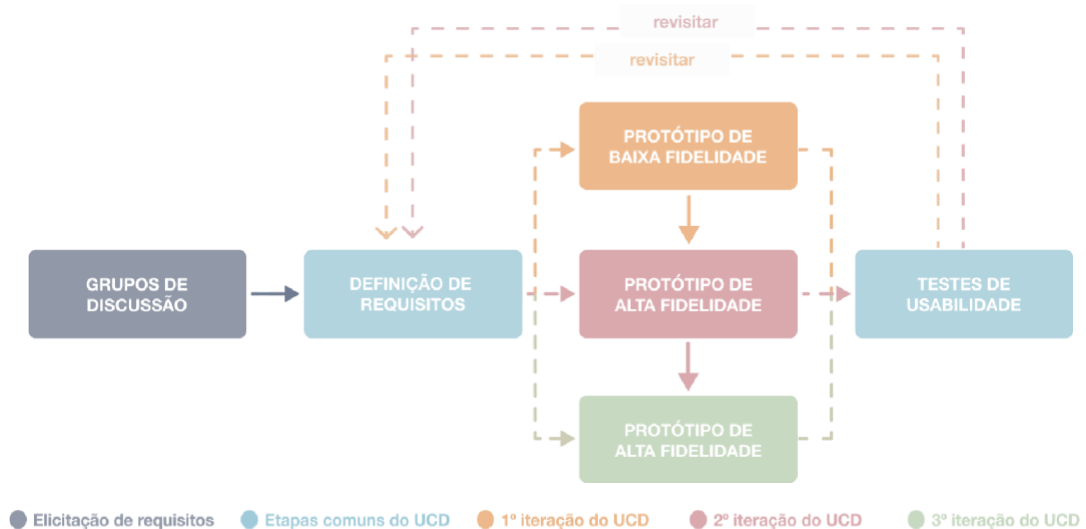 revisitar
revisitar
PROTÓTIPO DE
BAIXA FIDELIDADE
GRUPOS DE
DISCUSSÃO
DEFINIÇÃO DE
REQUISITOS
PROTÓTIPO DE
ALTA FIDELIDADE
TESTES DE
USABILIDADE
PROTÓTIPO DE
ALTA FIDELIDADE
Elicitação de requisitos
Etapas comuns do UCD
1º iteração do UCD
2º iteração do UCD
3º iteração do UCD